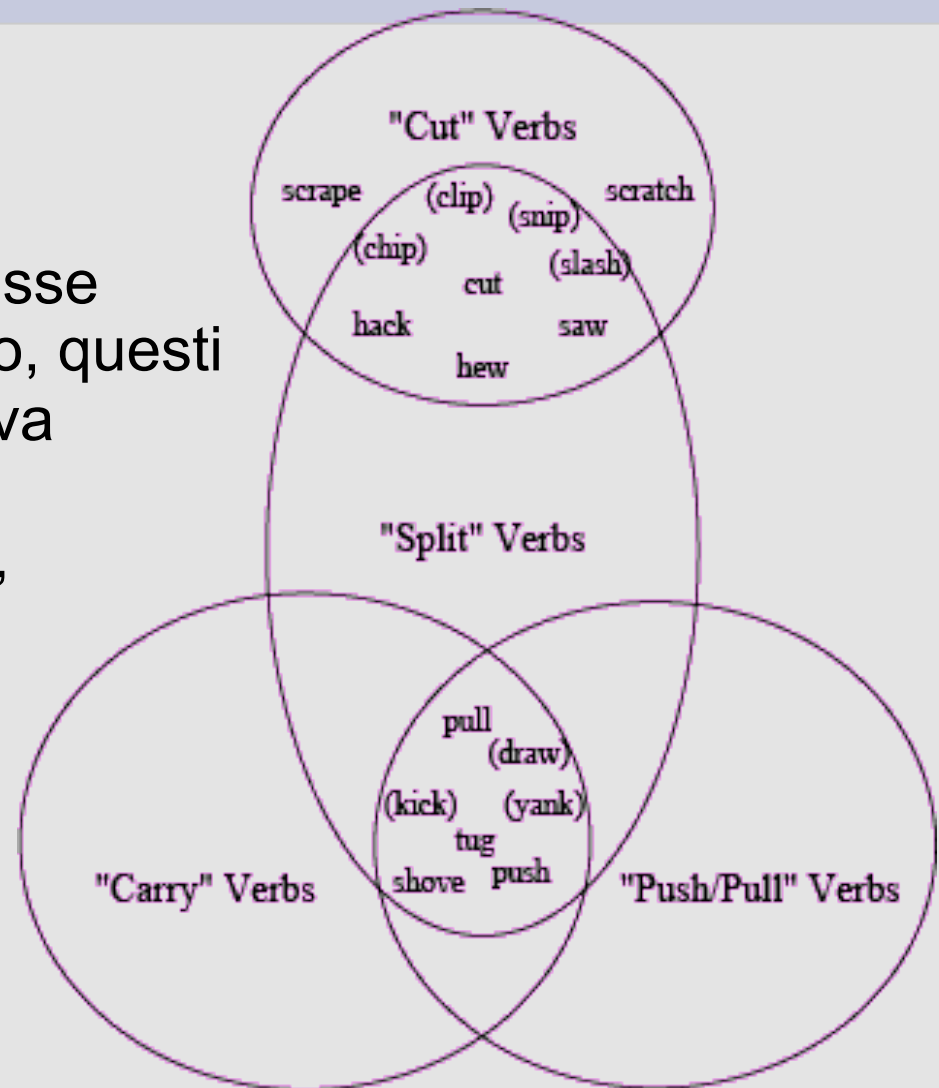 sse
o, questi
va
,
"Cut" Verbs
scrape (clip) (snip) scratch
(chip) (slash)
cut
hack saw
hew
"Split" Verbs
pull
(draw)
(kick) (yank)
tug
shove push
"Carry" Verbs "Push/Pull" Verbs